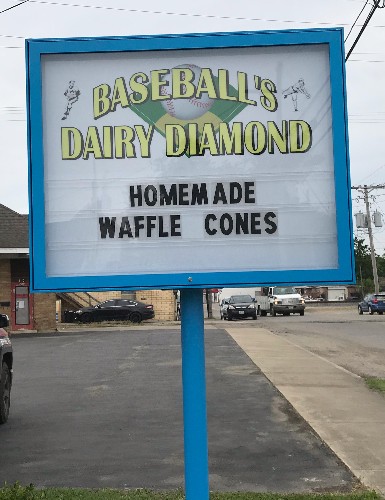 BASEBALL'S
DAIRY DIAMOND
HOMEMADE
WAFFLE CONES